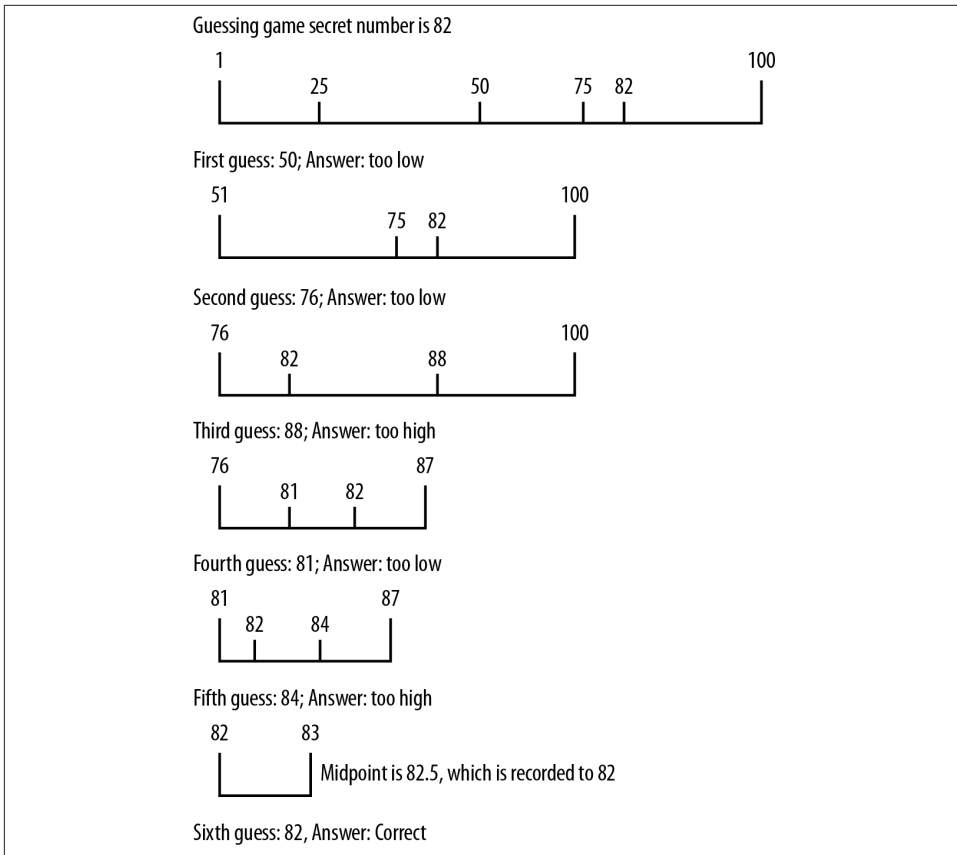 Guessing game secret number is 82
1 100
25 50 75 82
First guess: 50; Answer: too low
51 100
75 82
Second guess: 76; Answer: too low
76 100
82 88
Third guess: 88; Answer: too high
76 87
81 82
Fourth guess: 81; Answer: too low
81 87
82 84
Fifth guess: 84; Answer: too high
82 83
Midpoint is 82.5, which is recorded to 82
Sixth guess: 82, Answer: Correct